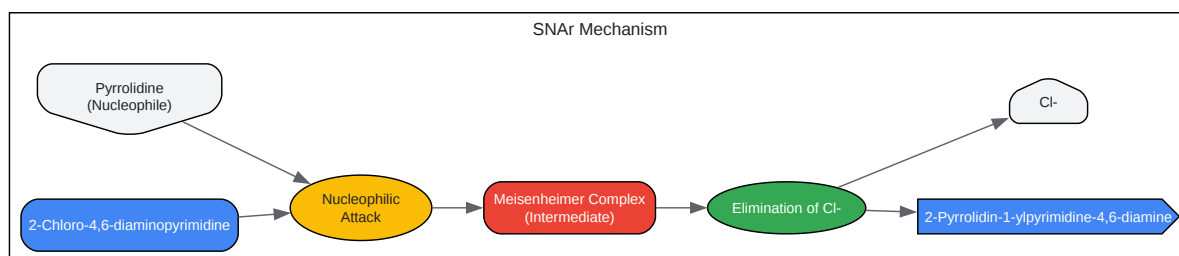 SNAr Mechanism
Pyrrolidine
(Nucleophile)
Cl-
2-Chloro-4,6-diaminopyrimidine
Nucleophilic
Attack
Meisenheimer Complex
(Intermediate)
Elimination of Cl-
2-Pyrrolidin-1-ylpyrimidine-4,6-diamine